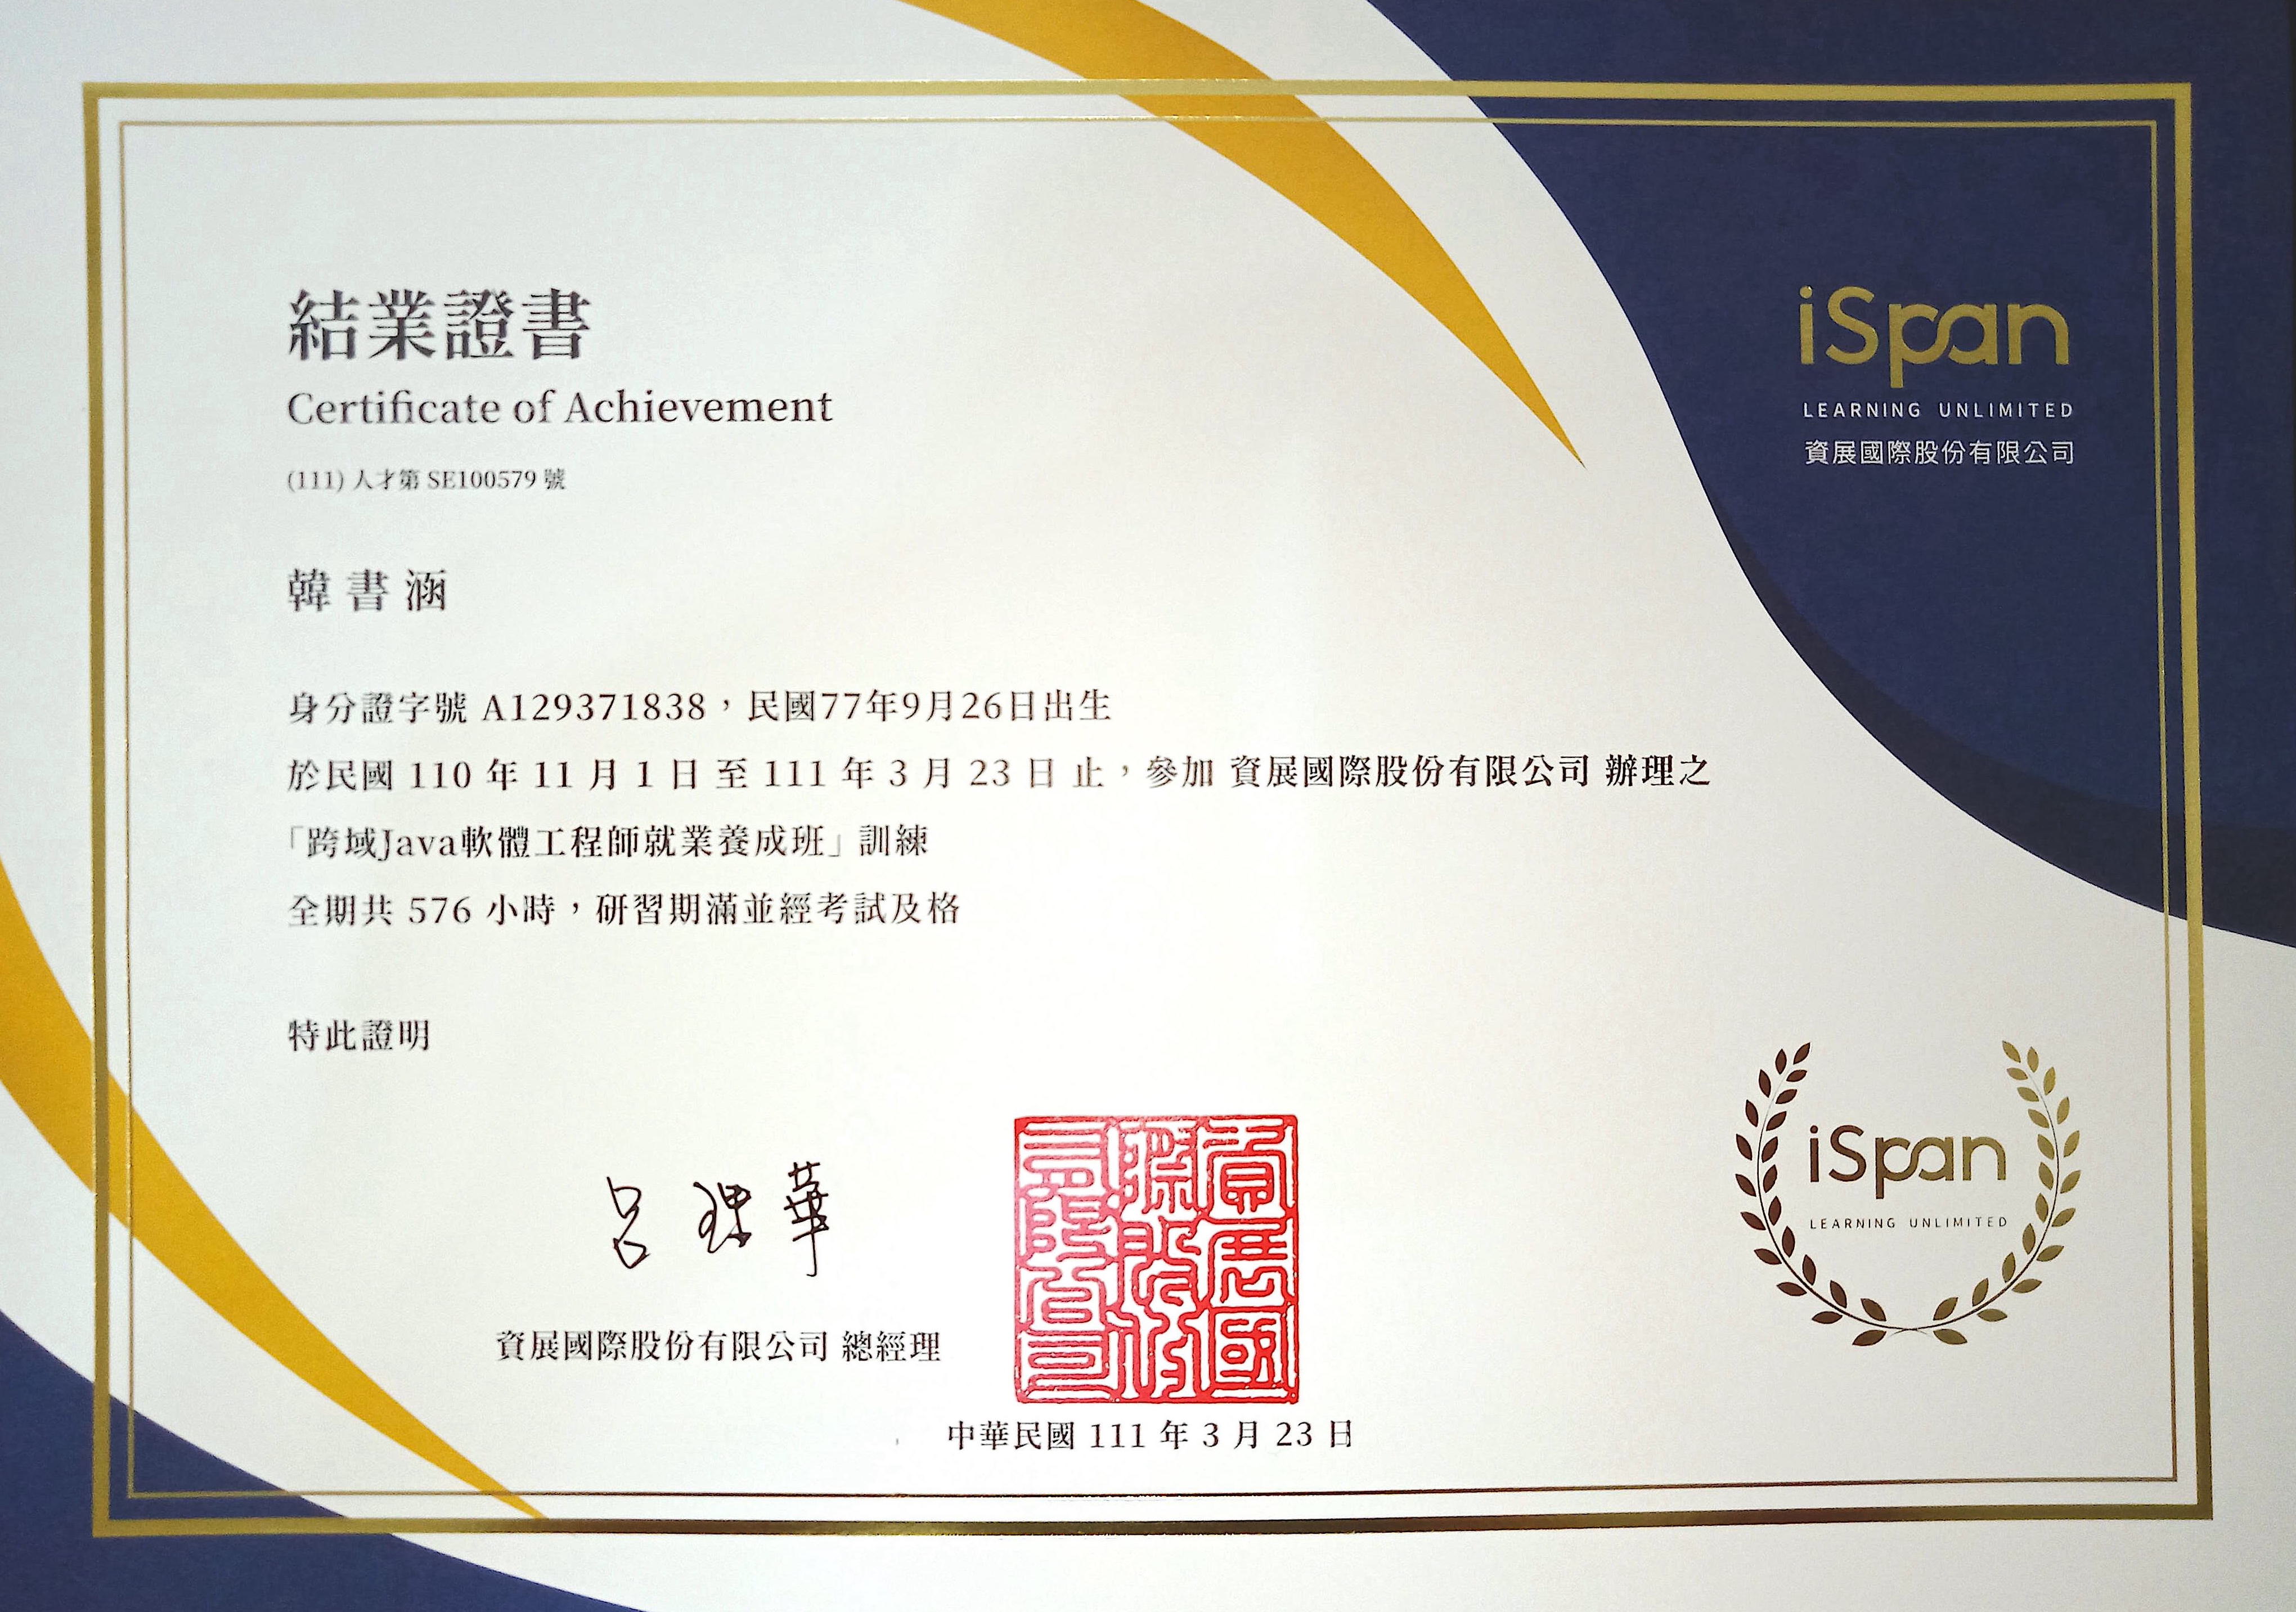 結業證書
Certificate of Achievement
(111) 人才第 SE100579 號
iSpan
LEARNING UNLIMITED
資展國際股份有限公司
韓書涵
身分證字號 A129371838，民國77年9月26日出生
於民國 110 年 11 月 1 日 至 111 年 3 月 23 日 止，參加 資展國際股份有限公司 辦理之
「跨域Java軟體工程師就業養成班」訓練
全期共 576 小時，研習期滿並經考試及格
特此證明
iSpan
LEARNING UNLIMITED
呂理華
資展國際股份有限公司 總經理
資展國際股份有限公司
中華民國 111 年 3 月 23 日